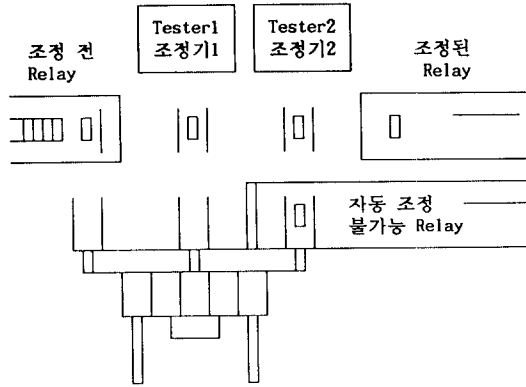 조정 전
Relay
Tester1
조정기1
Tester2
조정기2
조정된
Relay
자동 조정
불가능 Relay